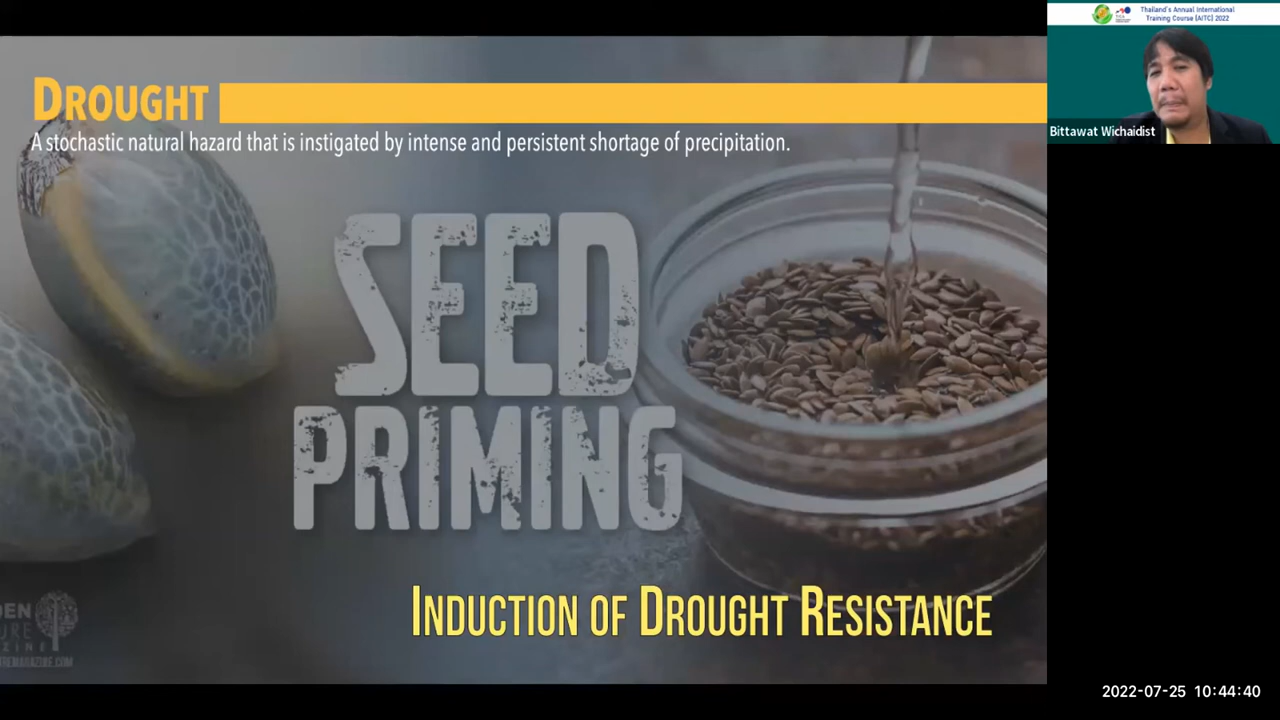 DROUGHT
A stochastic natural hazard that is instigated by intense and persistent shortage of precipitation.
SEED
PRIMING
INDUCTION OF DROUGHT RESISTANCE
Thailand's Annual International
Training Course (AITC) 2022
Bittawat Wichaidist
2022-07-25 10:44:40